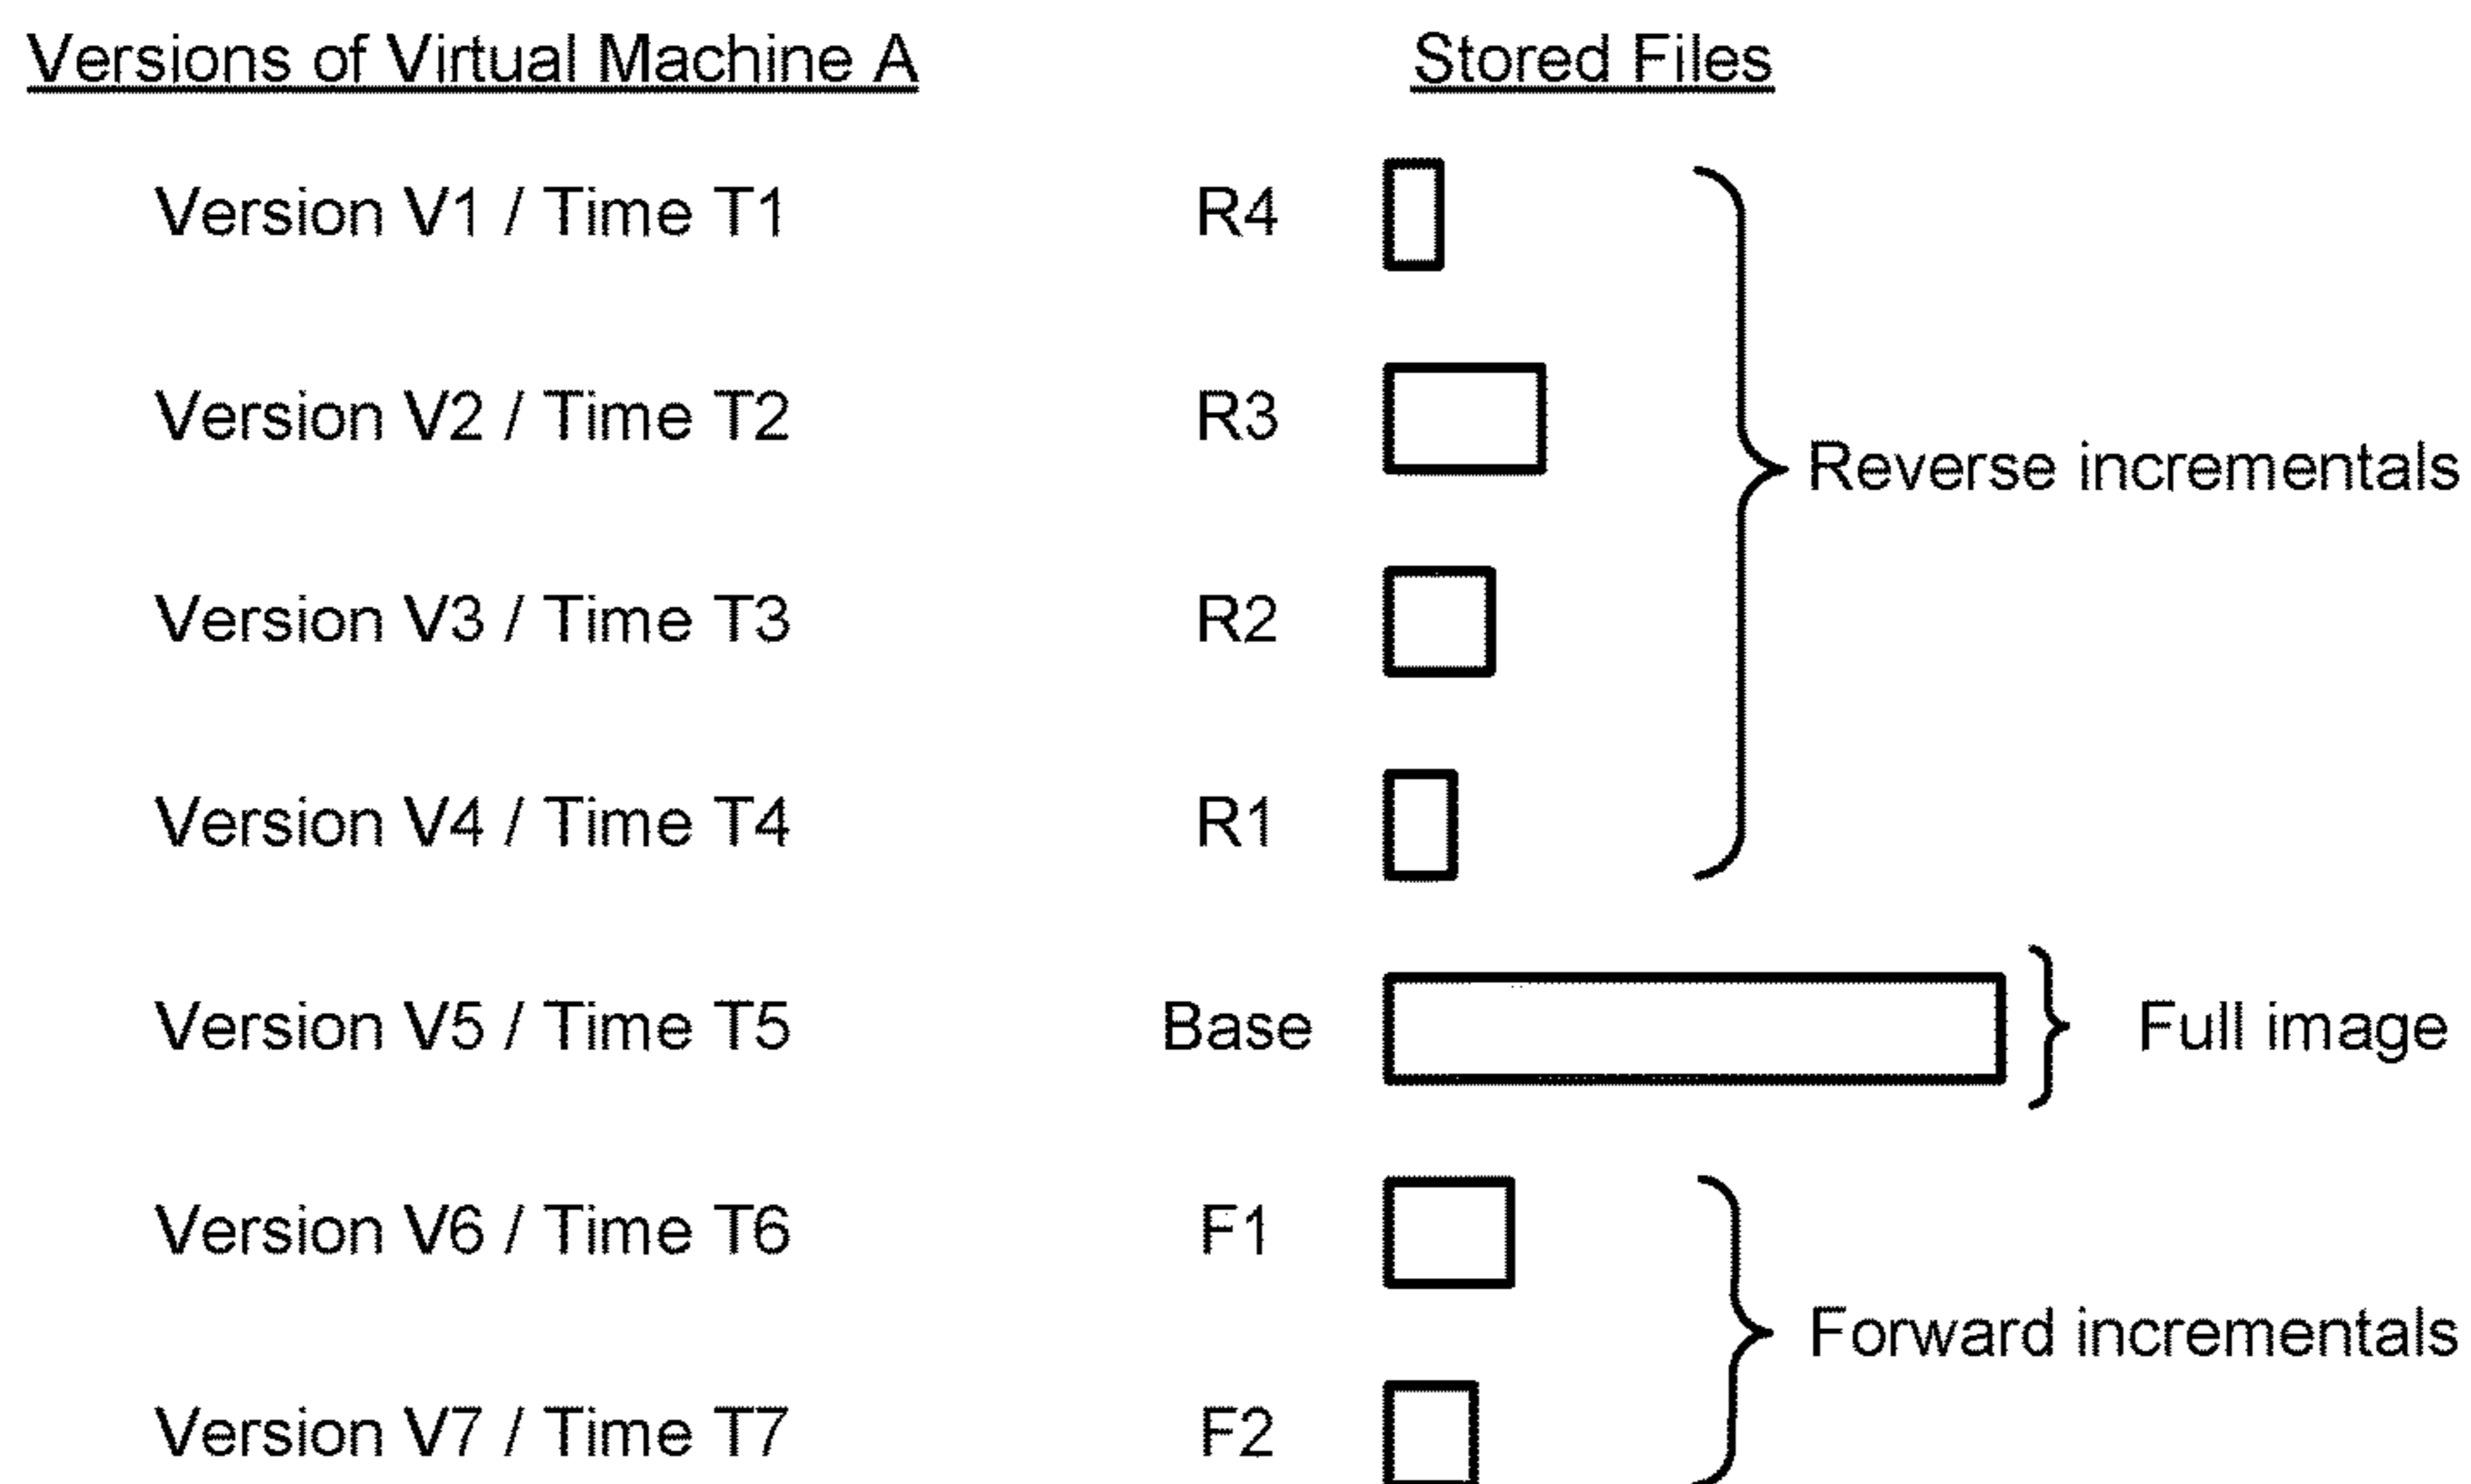 Versions of Virtual Machine A Stored Files
Version V1 / Time T1 R4
Version V2 / Time T2 R3
Reverse incrementals
Version V3 / Time T3 R2
Version V4 / Time T4 R1
Version V5 / Time T5 Base Full image
Version V6 / Time T6 F1
Forward incrementals
Version V7 / Time T7 F2